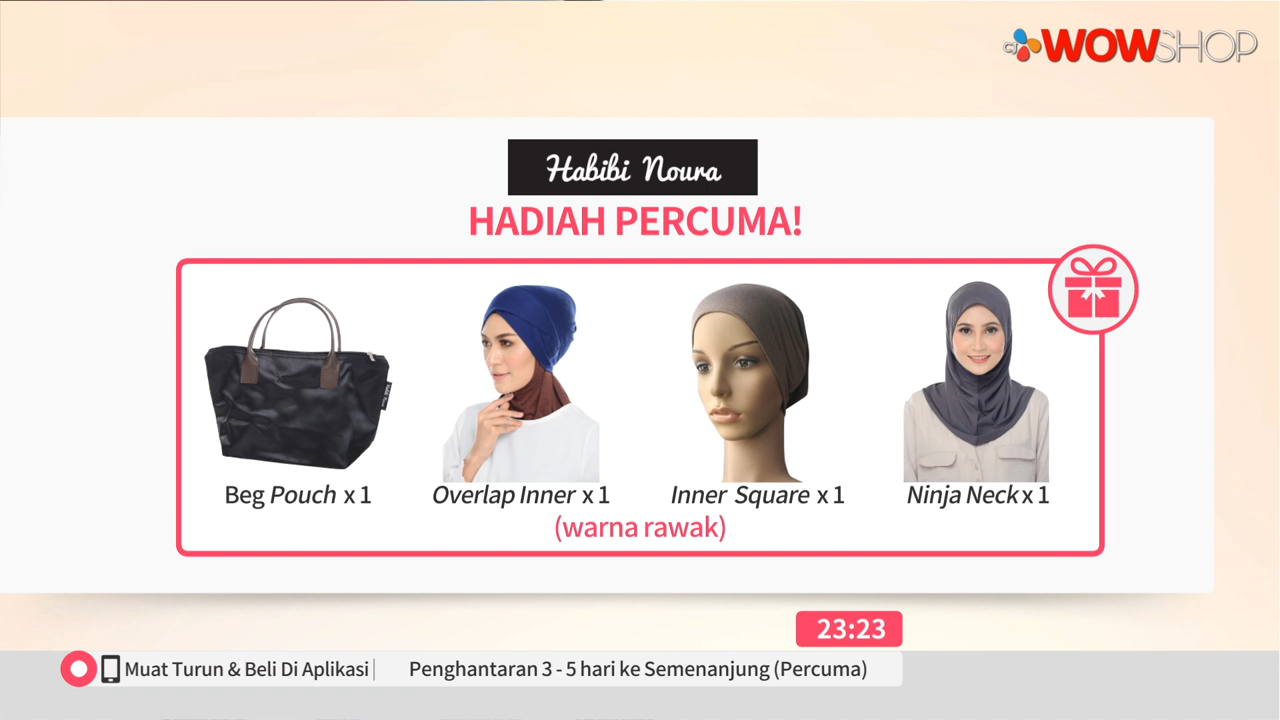 CJ WOWSHOP
Habibi Noura
HADIAH PERCUMA!
Beg Pouch x 1
Overlap Inner x 1
Inner Square x 1
Ninja Neck x 1
(warna rawak)
23:23
Muat Turun & Beli Di Aplikasi
Penghantaran 3 - 5 hari ke Semenanjung (Percuma)